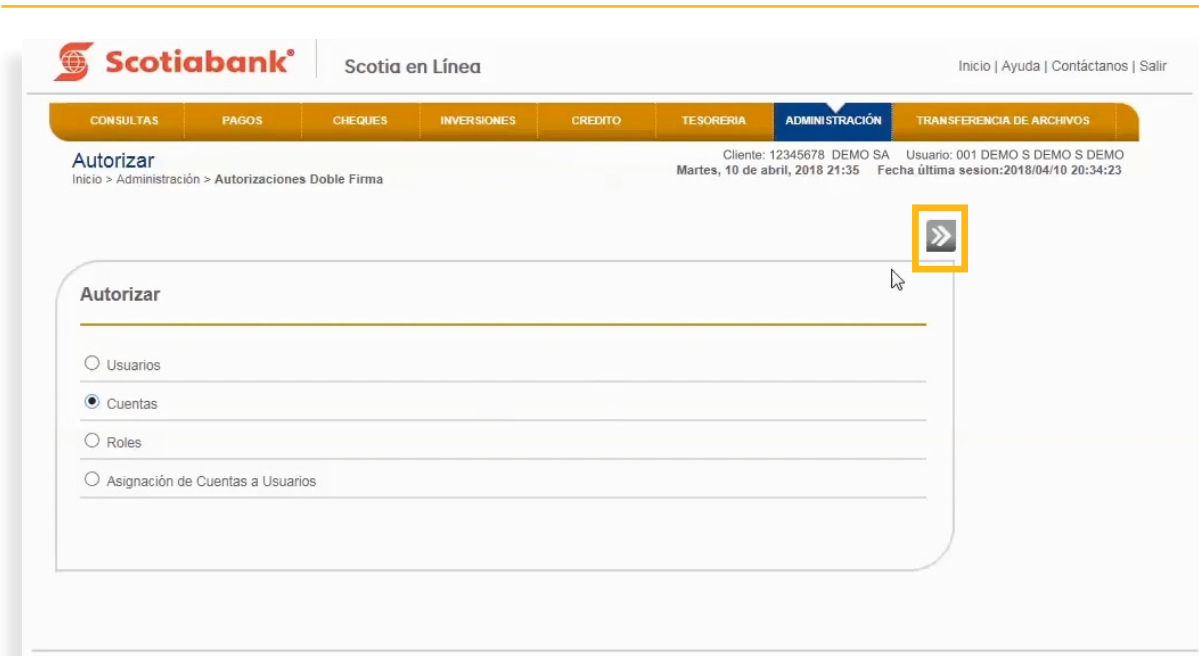 Scotiabank®
Scotia en Línea
Inicio | Ayuda | Contáctanos | Salir
CONSULTAS PAGOS CHEQUES INVERSIONES CREDITO TESORERIA ADMINISTRACIÓN TRANSFERENCIA DE ARCHIVOS
Autorizar
Cliente: 12345678 DEMO SA Usuario: 001 DEMO S DEMO S DEMO
Inicio > Administración > Autorizaciones Doble Firma
Martes, 10 de abril, 2018 21:35 Fecha última sesion:2018/04/10 20:34:23
Autorizar
Usuarios
Cuentas
Roles
Asignación de Cuentas a Usuarios